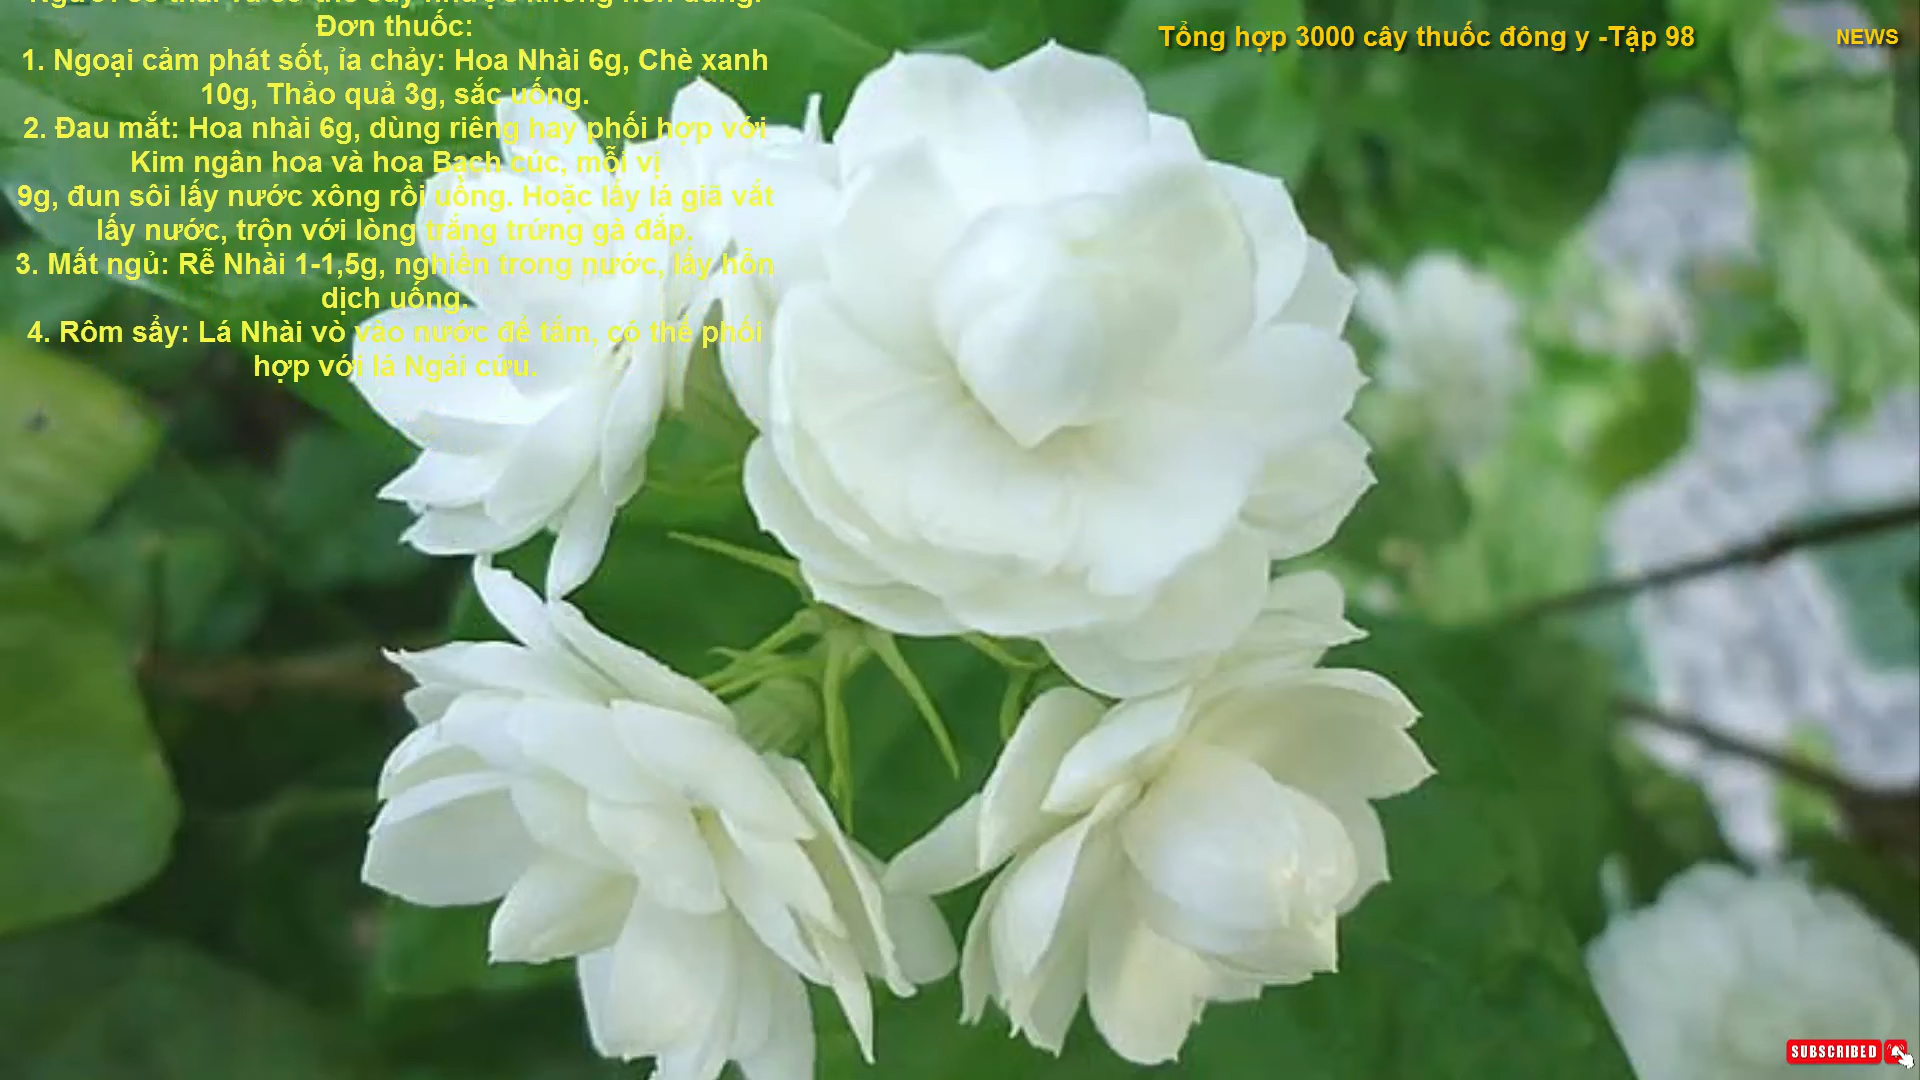 Đơn thuốc:
1. Ngoại cảm phát sốt, ỉa chảy: Hoa Nhài 6g, Chè xanh
10g, Thảo quả 3g, sắc uống.
2. Đau mắt: Hoa nhài 6g, dùng riêng hay phối hợp với
Kim ngân hoa và hoa Bạch cúc, mỗi vị
9g, đun sôi lấy nước xông rồi uống. Hoặc lấy lá giã vắt
lấy nước, trộn với lòng trắng trứng gà đắp.
3. Mất ngủ: Rễ Nhài 1-1,5g, nghiền trong nước, lấy hỗn
dịch uống.
4. Rôm sẩy: Lá Nhài vò vào nước để tắm, có thể phối
hợp với lá Ngải cứu.
Tổng hợp 3000 cây thuốc đông y -Tập 98
NEWS
SUBSCRIBED